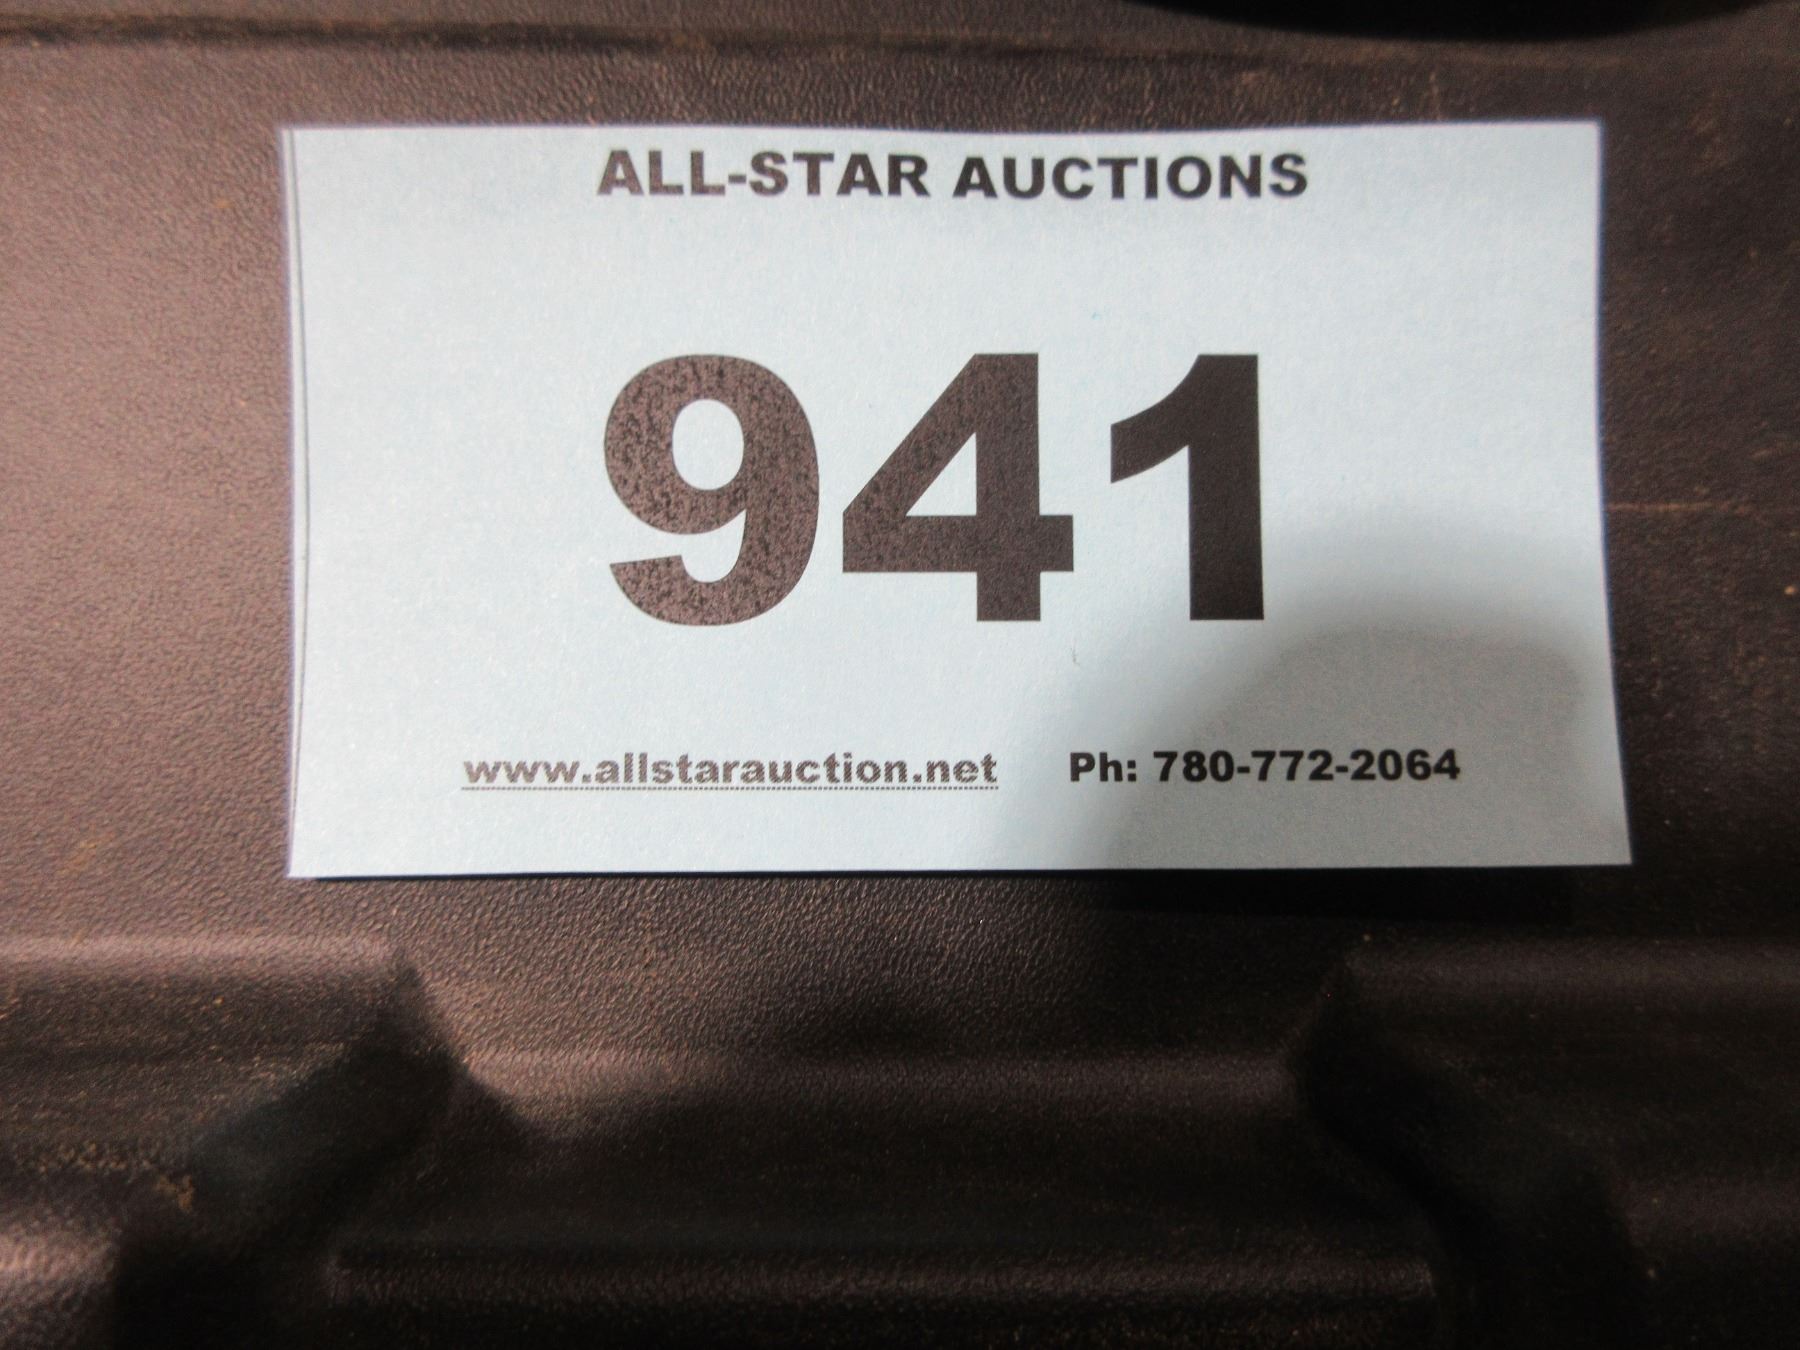 ALL-STAR AUCTIONS
941
www.allstarauction.net Ph: 780-772-2064